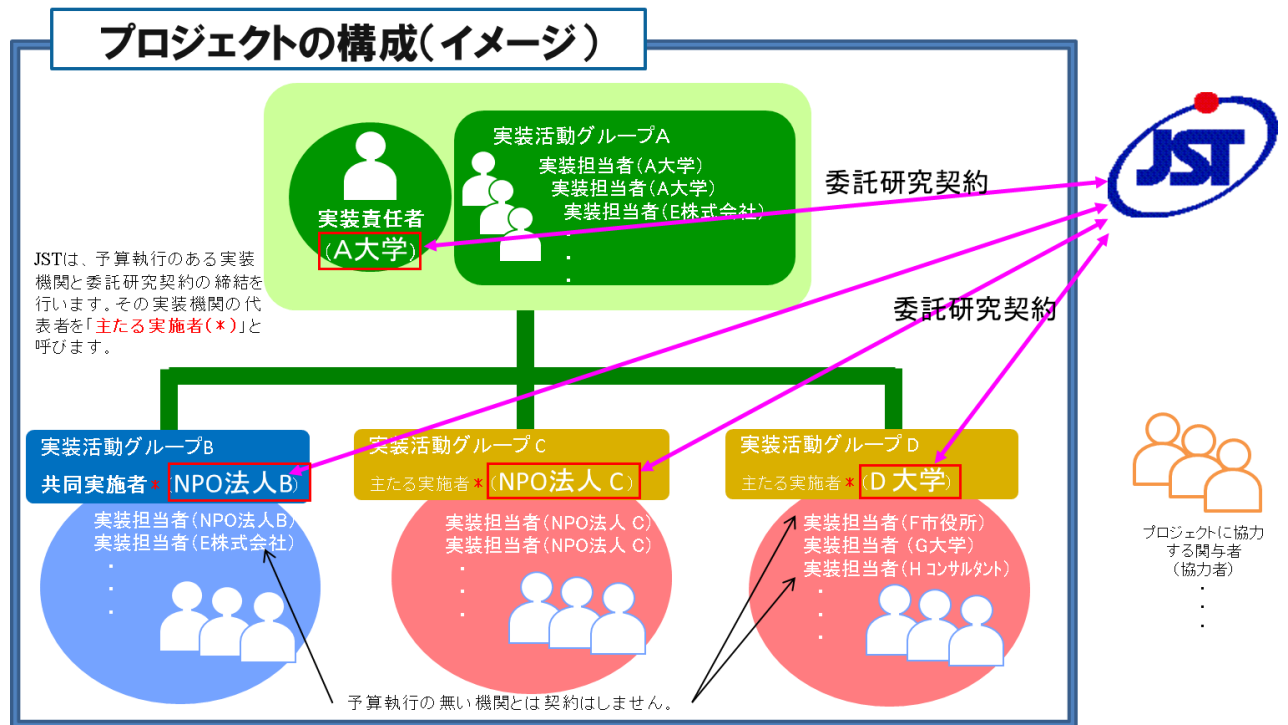 プロジェクトの構成(イメージ)
JST
実装活動グループA
実装担当者(A大学)
実装担当者(A大学)
実装担当者(E株式会社)
・
・
・
実装責任者
(A大学)
委託研究契約
委託研究契約
JSTは、予算執行のある実装
機関と委託研究契約の締結を
行います。その実装機関の代
表者を「主たる実施者(*)」と
呼びます。
実装活動グループB
共同実施者* (NPO法人B)
実装担当者(NPO法人B)
実装担当者(E株式会社)
・
・
・
実装活動グループC
主たる実施者* (NPO法人 C)
実装担当者(NPO法人 C)
実装担当者(NPO法人 C)
・
・
・
実装活動グループD
主たる実施者* (D 大学)
実装担当者(F市役所)
実装担当者 (G大学)
実装担当者(H コンサルタント)
・
・
・
プロジェクトに協力
する関与者
(協力者)
・
・
・
予算執行の無い機関とは契約はしません。